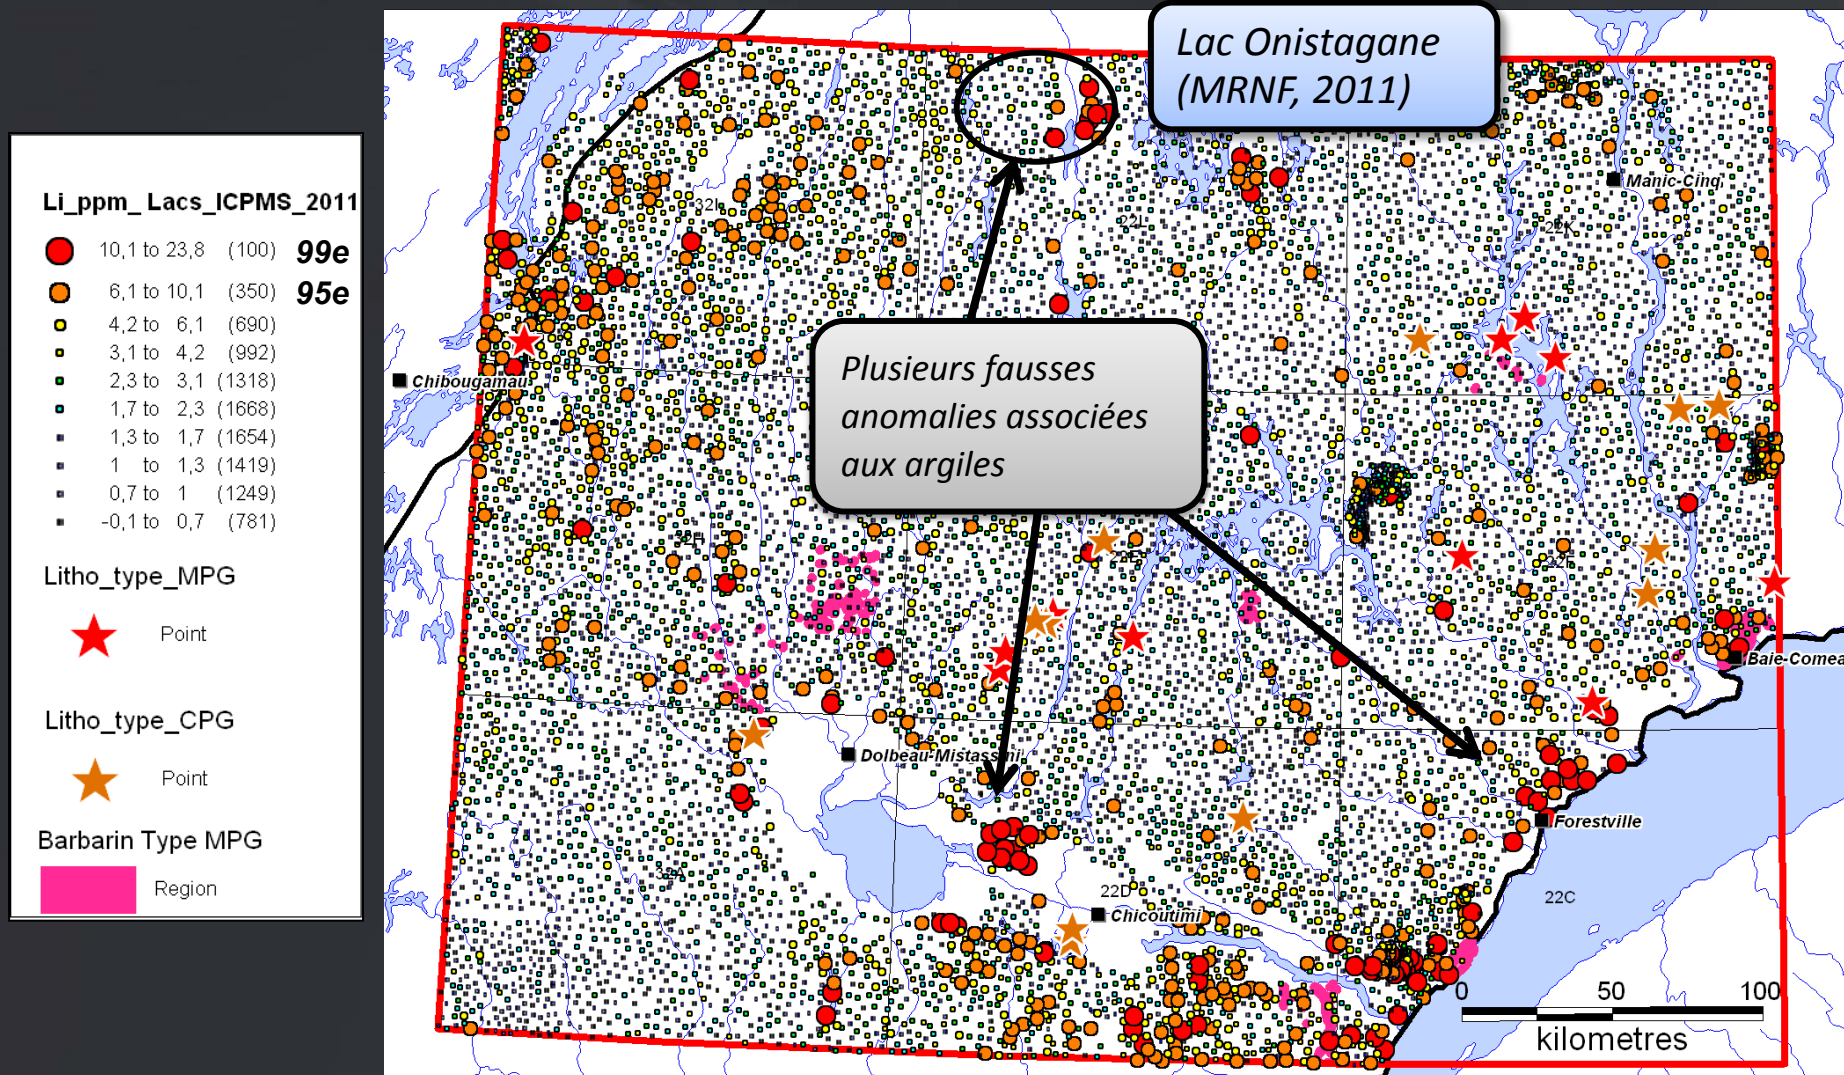 Li_ppm_ Lacs_ICPMS_2011
10,1 to 23,8 (100) 99e
6,1 to 10,1 (350) 95e
4,2 to 6,1 (690)
3,1 to 4,2 (992)
2,3 to 3,1 (1318)
1,7 to 2,3 (1668)
1,3 to 1,7 (1654)
1 to 1,3 (1419)
0,7 to 1 (1249)
-0,1 to 0,7 (781)
Litho_type_MPG
Point
Litho_type_CPG
Point
Barbarin Type MPG
Region
Lac Onistagane
(MRNF, 2011)
Manic-Cinq
22L
22K
Plusieurs fausses
anomalies associées
aux argiles
Chibougamau
Baie-Comea
Dolbeau-Mistassini
Forestville
32A
22D
22C
Chicoutimi
0 50 100
kilometres